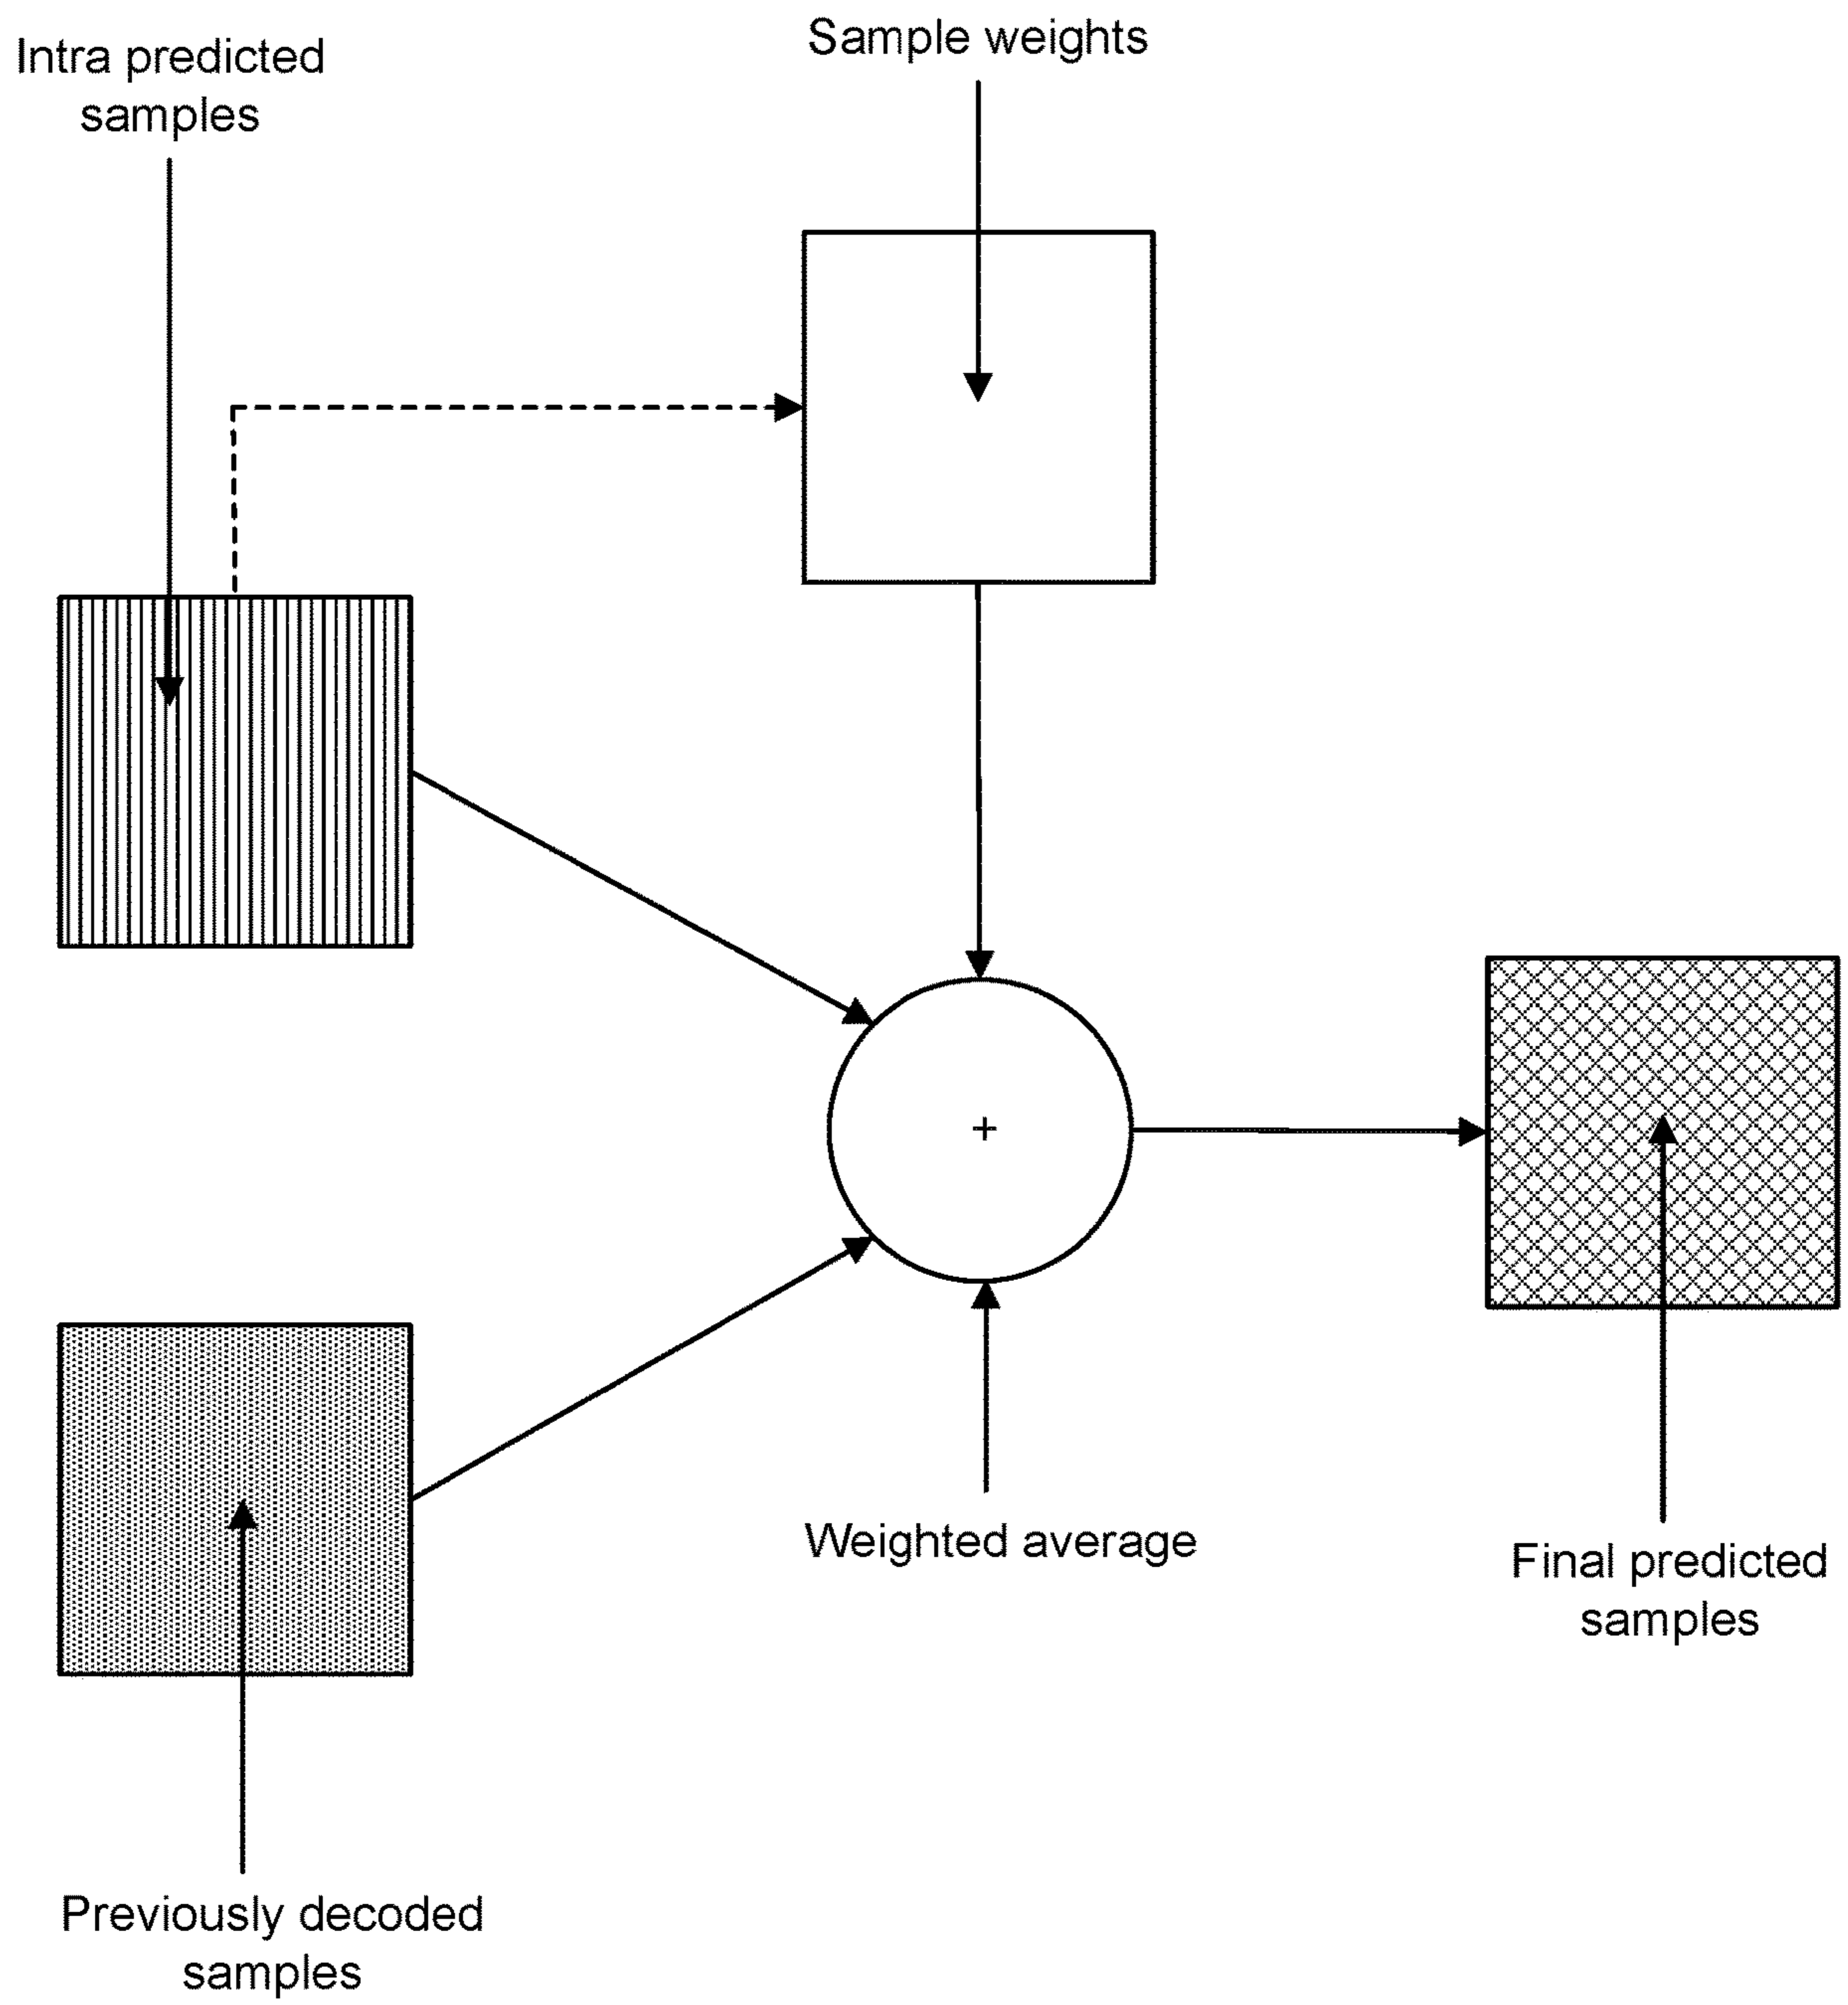 Intra predicted
samples
Sample weights
+
Weighted average
Final predicted
samples
Previously decoded
samples